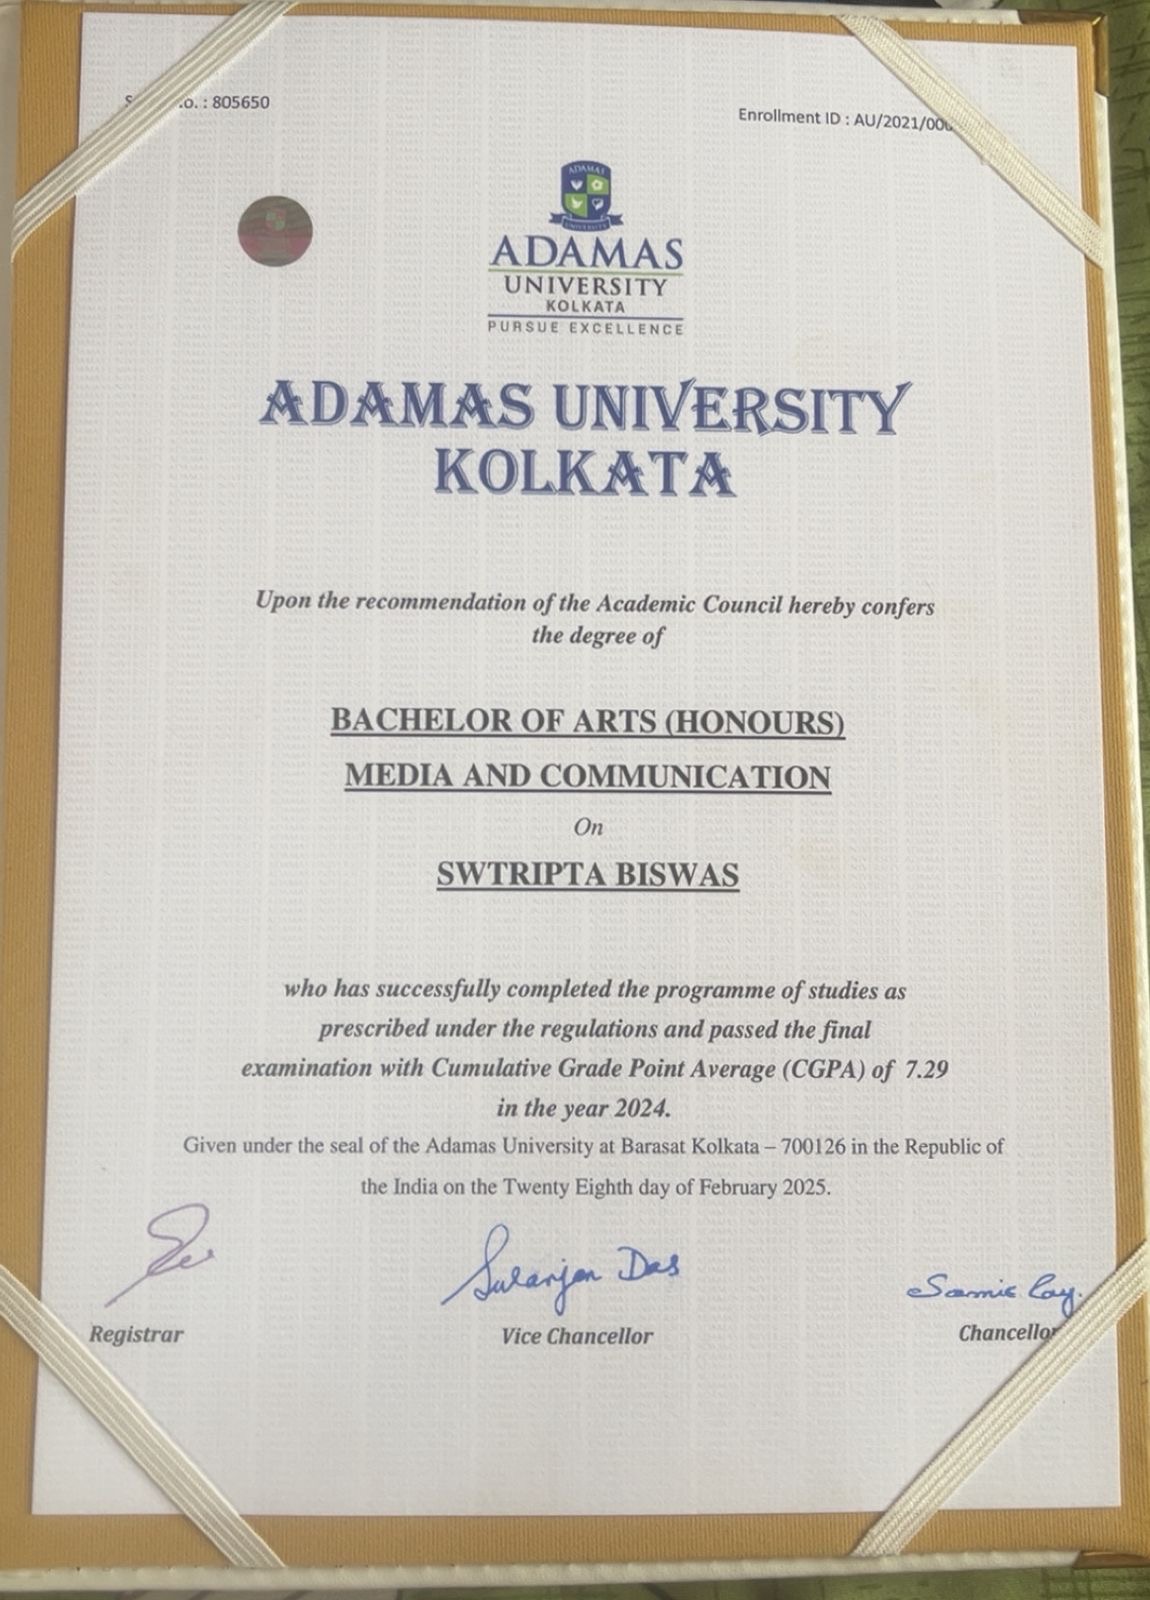 .o. : 805650
Enrollment ID : AU/2021/00
ADAMAS
UNIVERSITY
ADAMAS
UNIVERSITY
KOLKATA
PURSUE EXCELLENCE
ADAMAS UNIVERSITY
KOLKATA
Upon the recommendation of the Academic Council hereby confers
the degree of
BACHELOR OF ARTS (HONOURS)
MEDIA AND COMMUNICATION
On
SWTRIPTA BISWAS
who has successfully completed the programme of studies as
prescribed under the regulations and passed the final
examination with Cumulative Grade Point Average (CGPA) of 7.29
in the year 2024.
Given under the seal of the Adamas University at Barasat Kolkata – 700126 in the Republic of
the India on the Twenty Eighth day of February 2025.
Suranjan Das
Registrar
Vice Chancellor
Chancellor